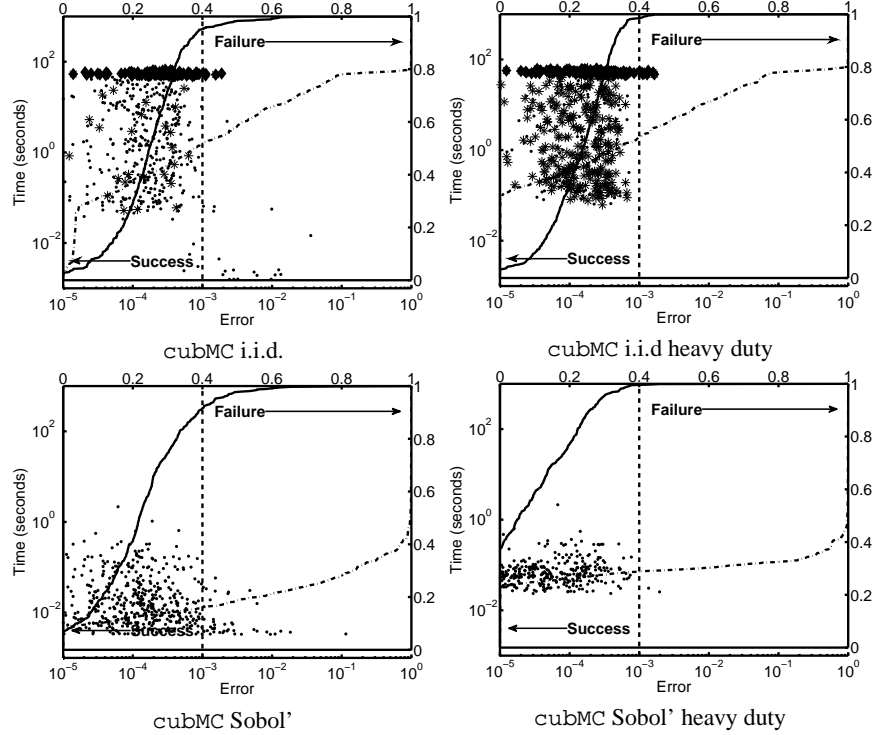 0 0.2 0.4 0.6 0.8 1
Failure
Success
Time (seconds)
10^2
10^0
10^-2
1
0.8
0.6
0.4
0.2
0
10^-5 10^-4 10^-3 10^-2 10^-1 10^0
Error
cubMC i.i.d.
0 0.2 0.4 0.6 0.8 1
Failure
Success
Time (seconds)
10^2
10^0
10^-2
1
0.8
0.6
0.4
0.2
0
10^-5 10^-4 10^-3 10^-2 10^-1 10^0
Error
cubMC i.i.d heavy duty
0 0.2 0.4 0.6 0.8 1
Failure
Success
Time (seconds)
10^2
10^0
10^-2
1
0.8
0.6
0.4
0.2
0
10^-5 10^-4 10^-3 10^-2 10^-1 10^0
Error
cubMC Sobol’
0 0.2 0.4 0.6 0.8 1
Failure
Success
Time (seconds)
10^2
10^0
10^-2
1
0.8
0.6
0.4
0.2
0
10^-5 10^-4 10^-3 10^-2 10^-1 10^0
Error
cubMC Sobol’ heavy duty